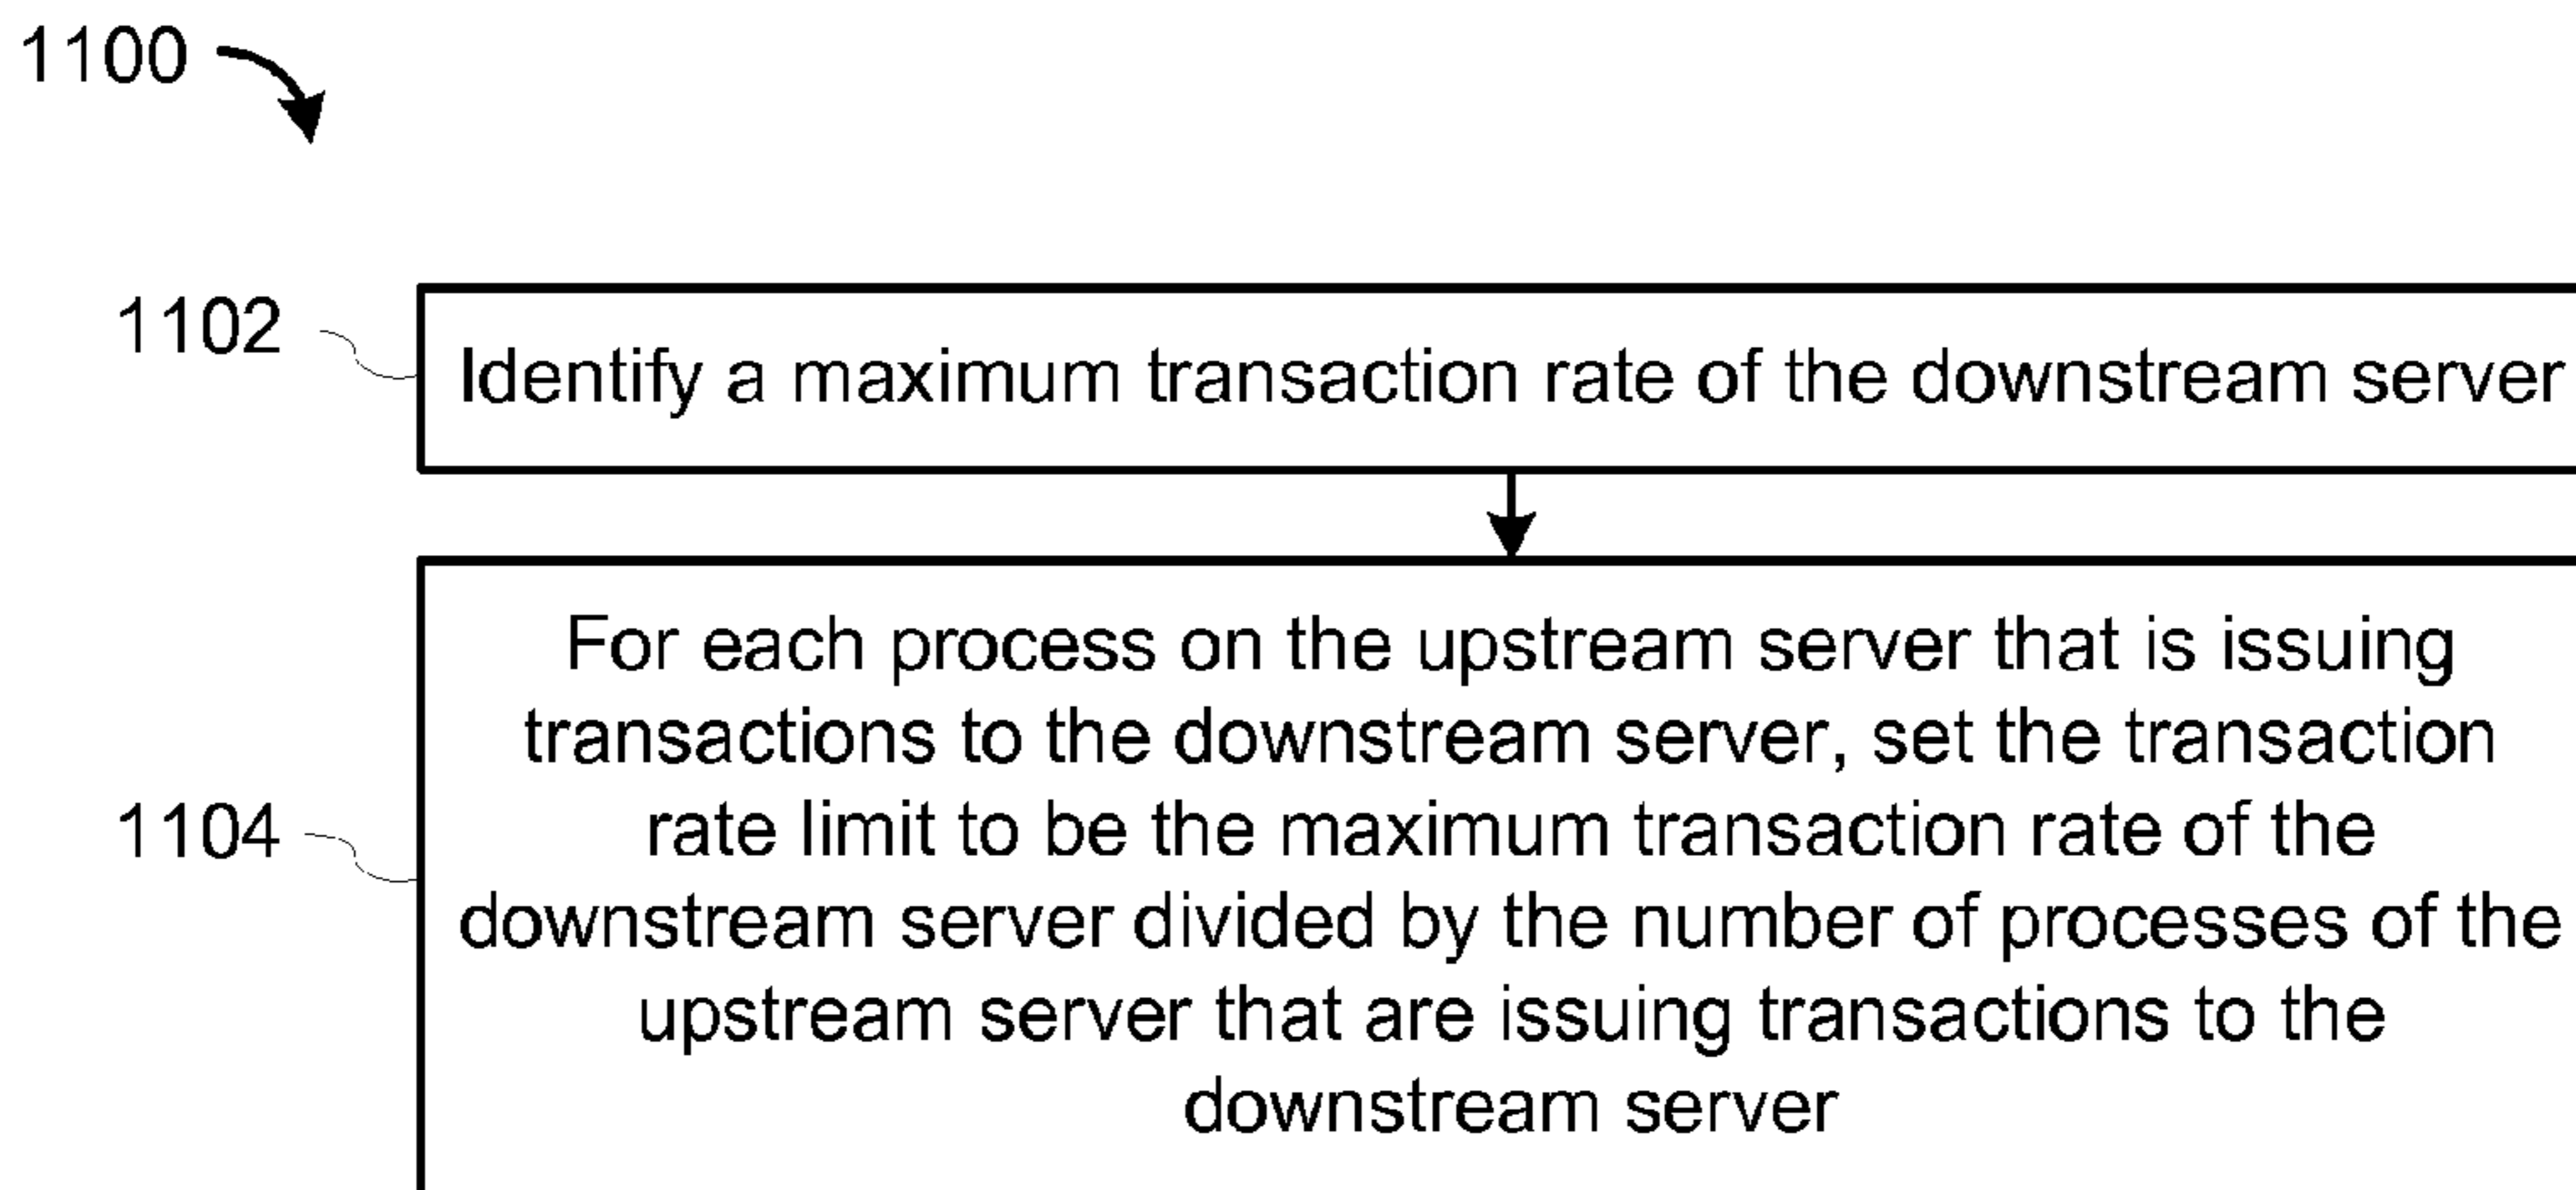 1100
1102
Identify a maximum transaction rate of the downstream server
1104
For each process on the upstream server that is issuing
transactions to the downstream server, set the transaction
rate limit to be the maximum transaction rate of the
downstream server divided by the number of processes of the
upstream server that are issuing transactions to the
downstream server